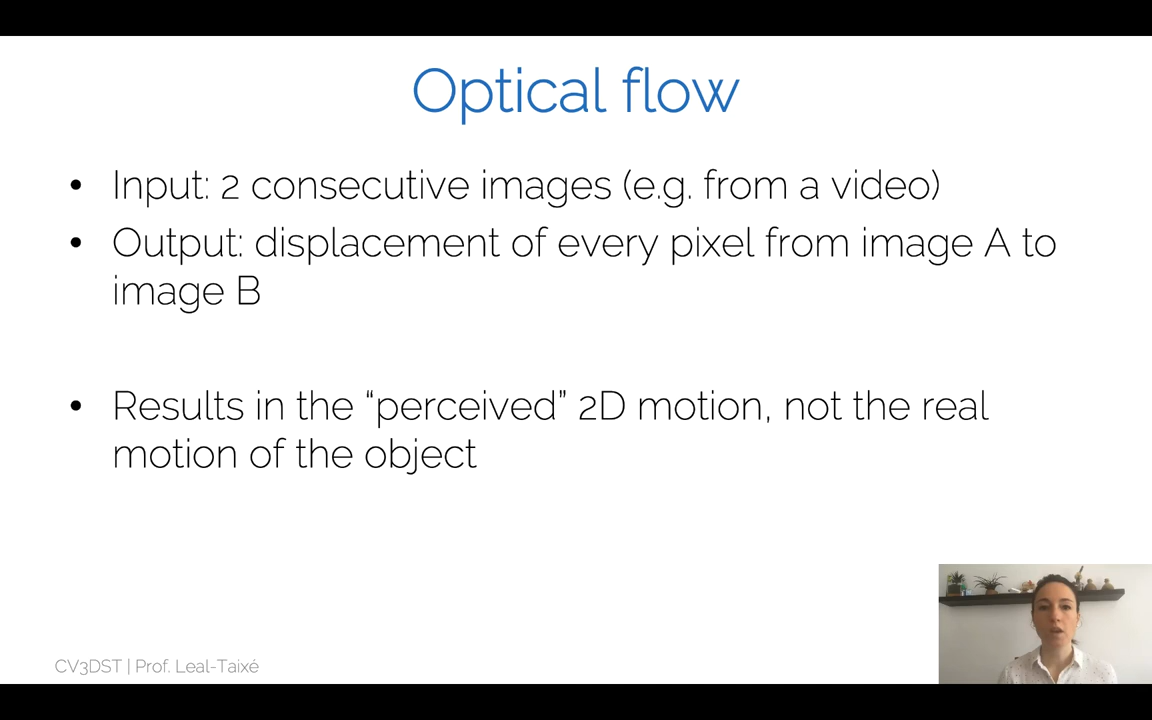 Optical flow
• Input: 2 consecutive images (e.g. from a video)
• Output: displacement of every pixel from image A to
image B
• Results in the “perceived” 2D motion, not the real
motion of the object
CV3DST | Prof. Leal-Taixé